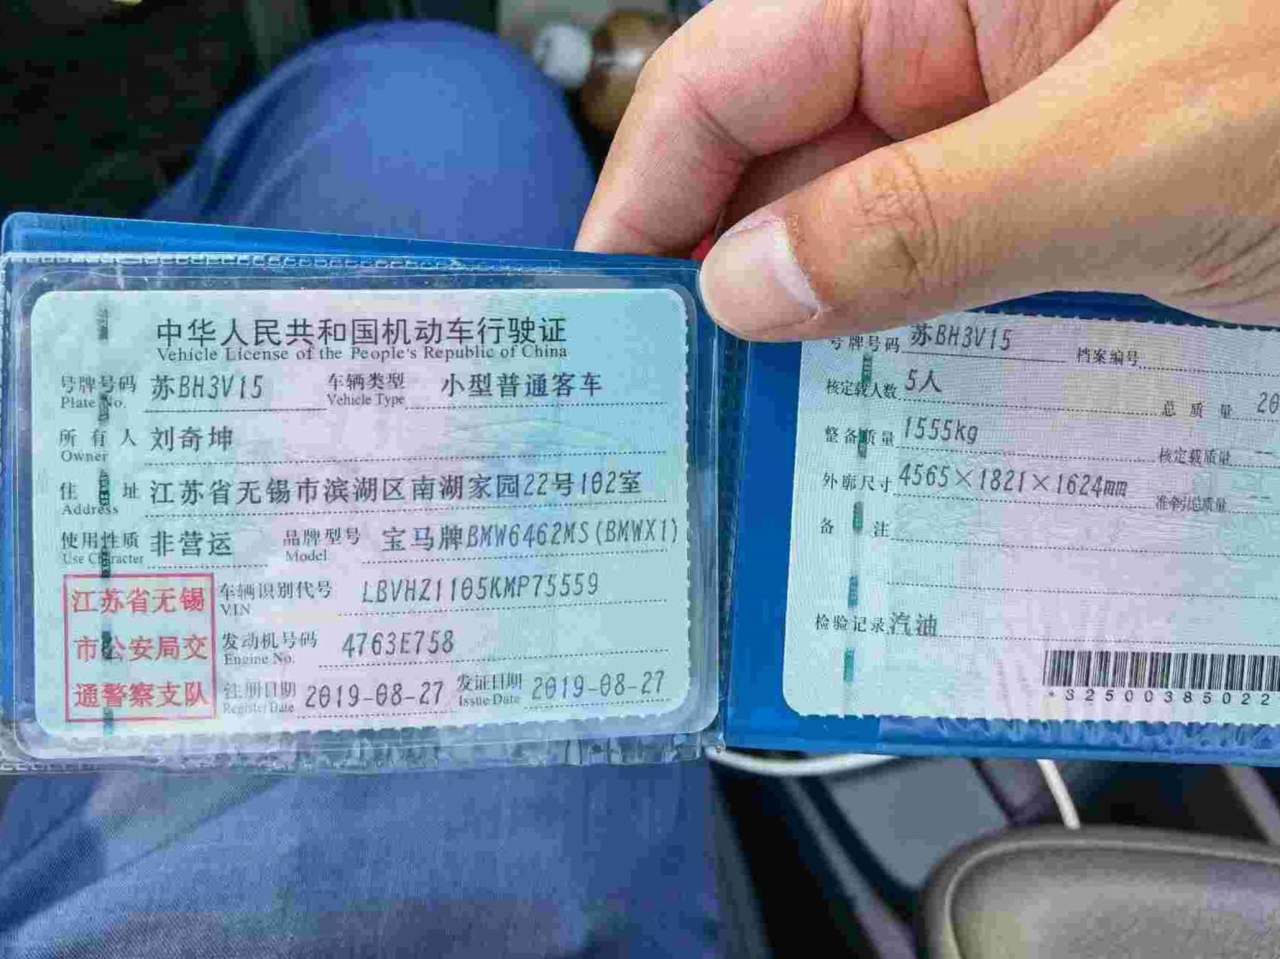 中华人民共和国机动车行驶证
Vehicle License of the People's Republic of China
号牌号码 苏BH3V15 车辆类型 小型普通客车
Plate No. Vehicle Type
所有人 刘奇坤
Owner
住址 江苏省无锡市滨湖区南湖家园22号102室
Address
使用性质 非营运 品牌型号 宝马牌BMW6462MS(BMWX1)
Use Character Model
江苏省无锡
市公安局交
通警察支队
车辆识别代号 LBVHZ1105KMP75559
VIN
发动机号码 4763E758
Engine No.
注册日期 2019-08-27 发证日期 2019-08-27
Register Date Issue Date
号牌号码 苏BH3V15 档案编号
核定载人数 5人 总质量 20
整备质量 1555kg 核定载质量 --
外廓尺寸 4565×1821×1624mm 准牵引总质量 --
备注
检验记录 汽油
*32500385022